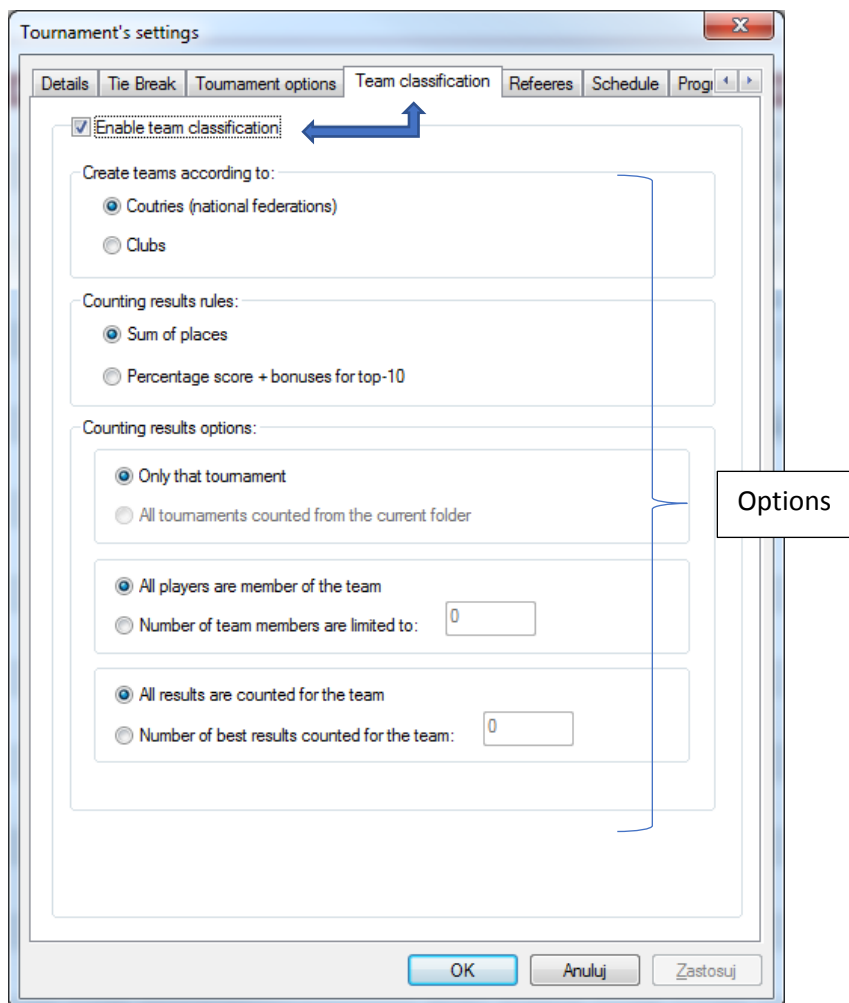 Tournament's settings
Details Tie Break Tournament options Team classification Refeeres Schedule Progr
Enable team classification
Create teams according to:
Coutries (national federations)
Clubs
Counting results rules:
Sum of places
Percentage score + bonuses for top-10
Counting results options:
Only that tournament
All tournaments counted from the current folder
Options
All players are member of the team
Number of team members are limited to: 0
All results are counted for the team
Number of best results counted for the team: 0
OK Anuluj Zastosuj